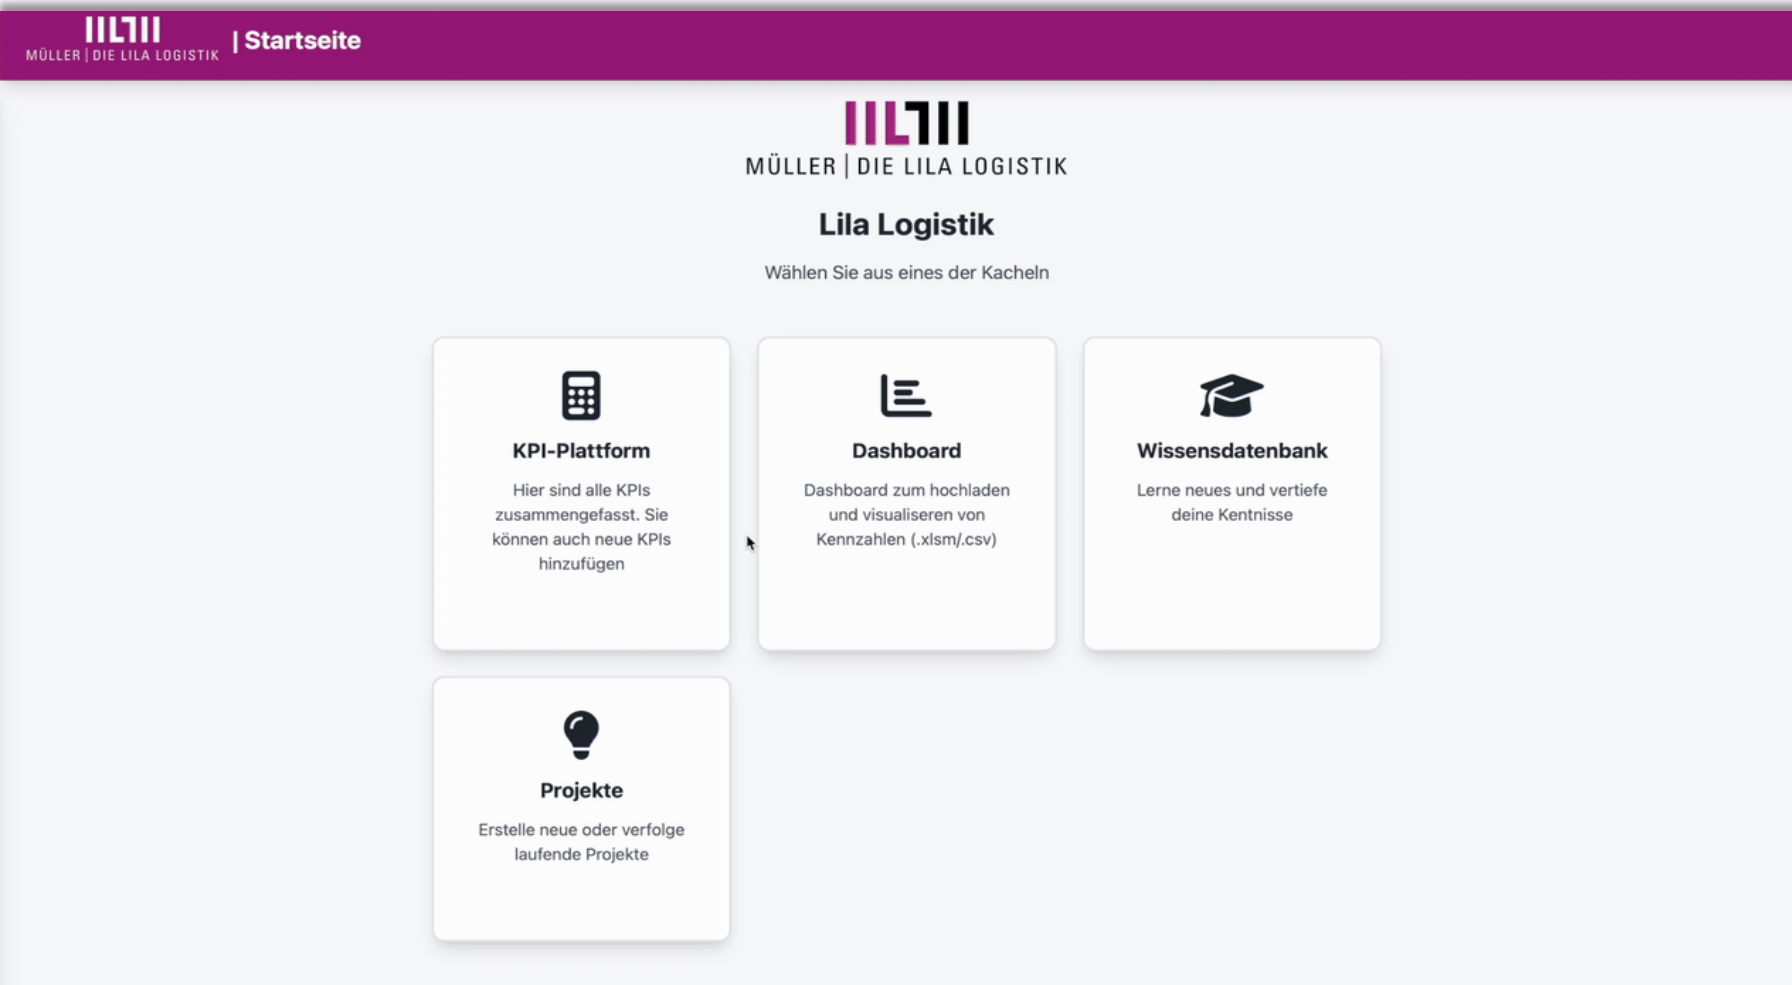 MÜLLER | DIE LILA LOGISTIK
| Startseite
MÜLLER | DIE LILA LOGISTIK
Lila Logistik
Wählen Sie aus eines der Kacheln
KPI-Plattform
Hier sind alle KPIs
zusammengefasst. Sie
können auch neue KPIs
hinzufügen
Dashboard
Dashboard zum hochladen
und visualiseren von
Kennzahlen (.xlsm/.csv)
Wissensdatenbank
Lerne neues und vertiefe
deine Kentnisse
Projekte
Erstelle neue oder verfolge
laufende Projekte